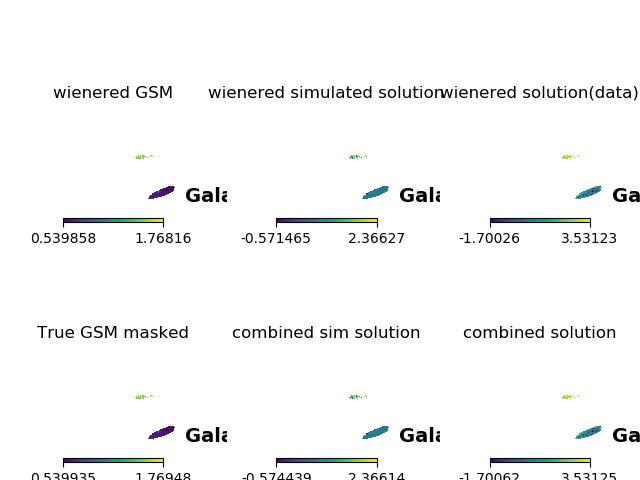 wienered GSM wienered simulated solution wienered solution(data)
Gala Gala Ga
0.539858 1.76816 -0.571465 2.36627 -1.70026 3.53123
True GSM masked combined sim solution combined solution
Gala Gala Ga
0.539935 1.76948 -0.574439 2.36614 -1.70062 3.53125